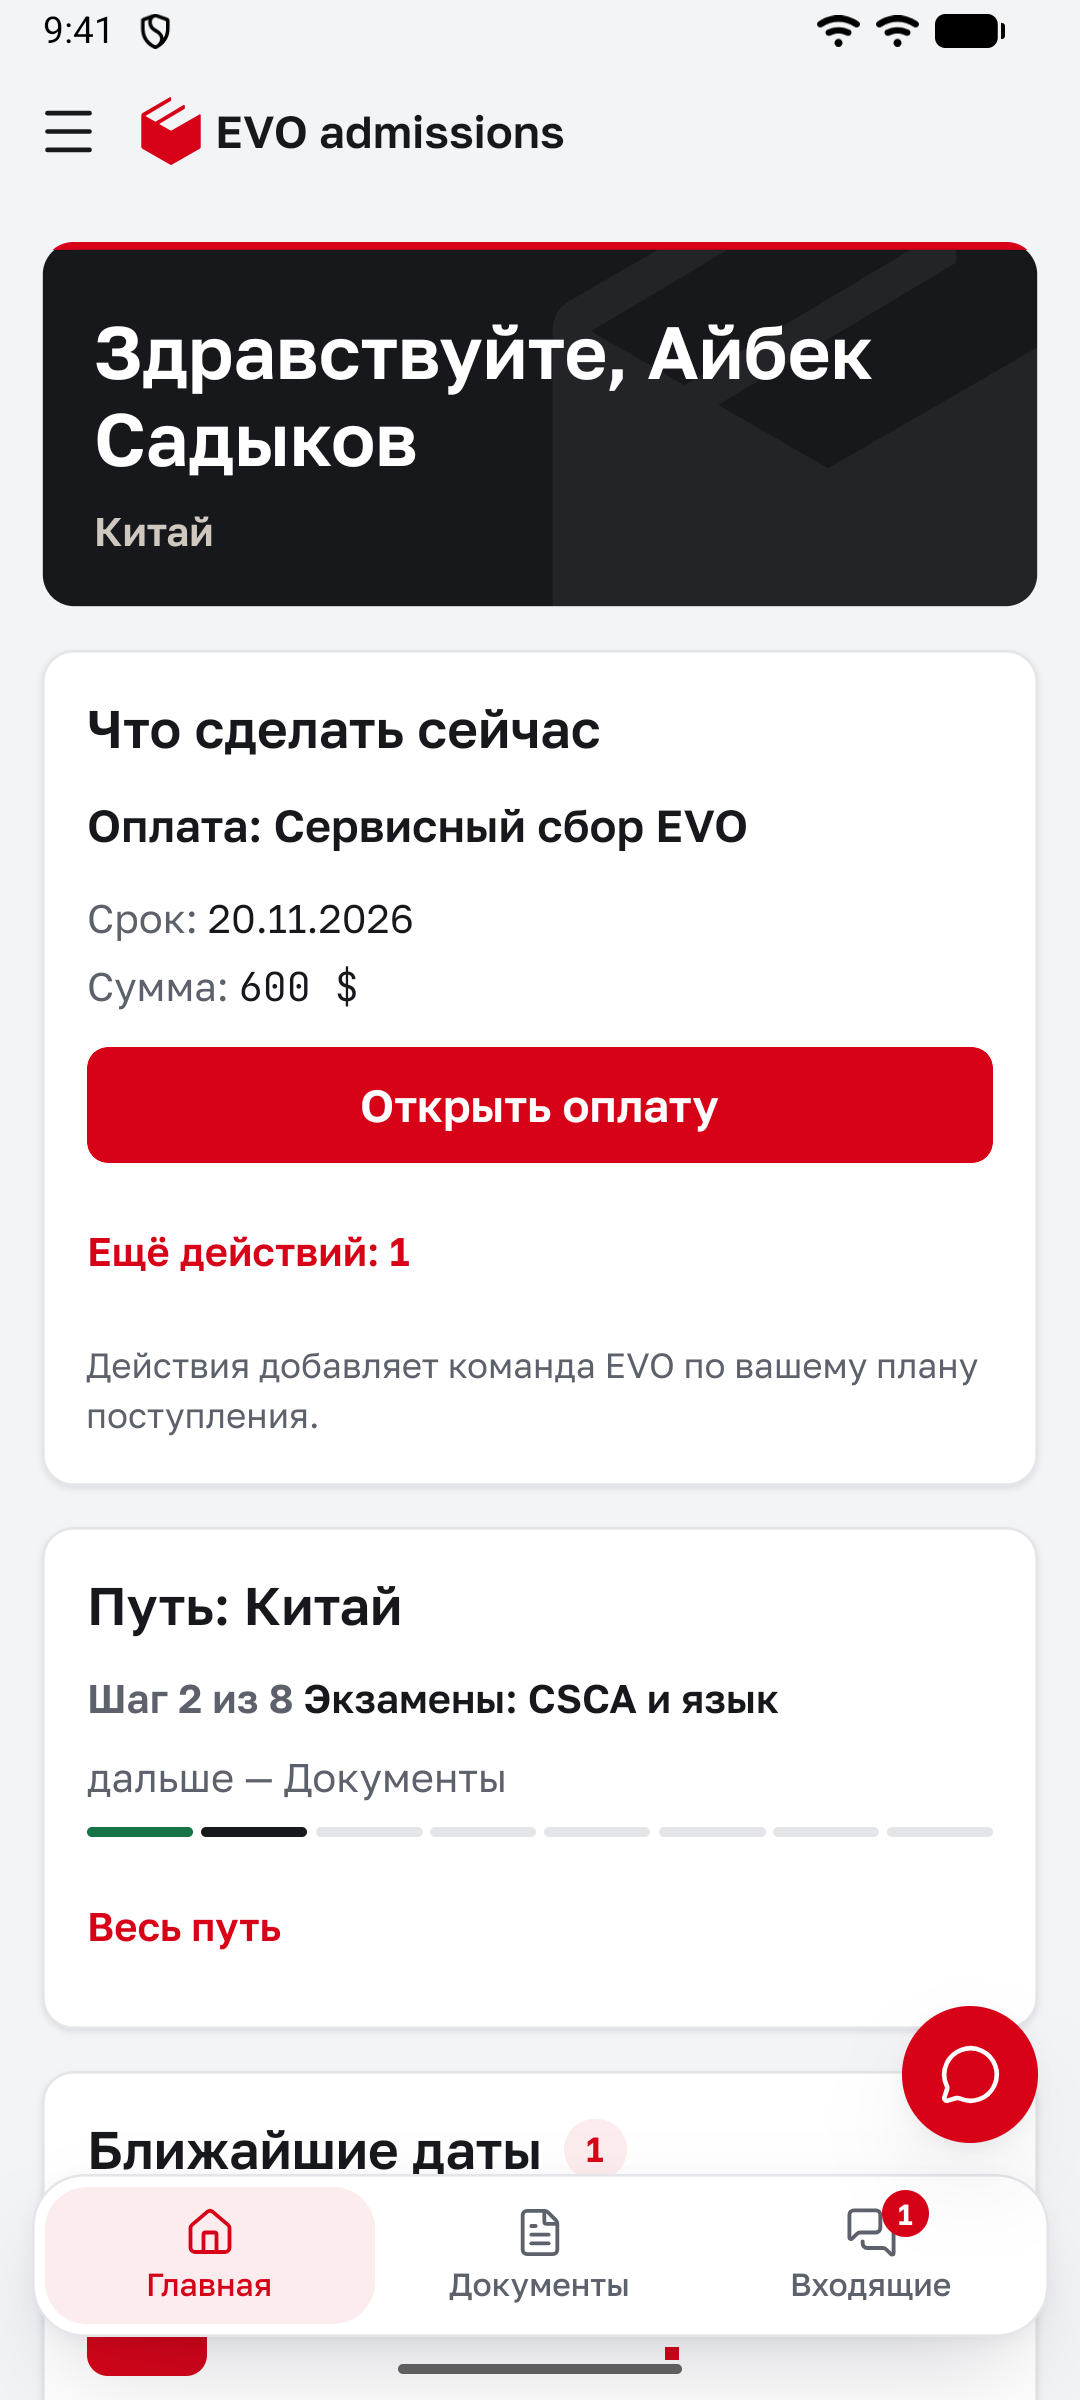 9:41
EVO admissions
Здравствуйте, Айбек
Садыков
Китай
Что сделать сейчас
Оплата: Сервисный сбор EVO
Срок: 20.11.2026
Сумма: 600 $
Открыть оплату
Ещё действий: 1
Действия добавляет команда EVO по вашему плану
поступления.
Путь: Китай
Шаг 2 из 8 Экзамены: CSCA и язык
дальше — Документы
Весь путь
Ближайшие даты 1
1
Главная
Документы
Входящие